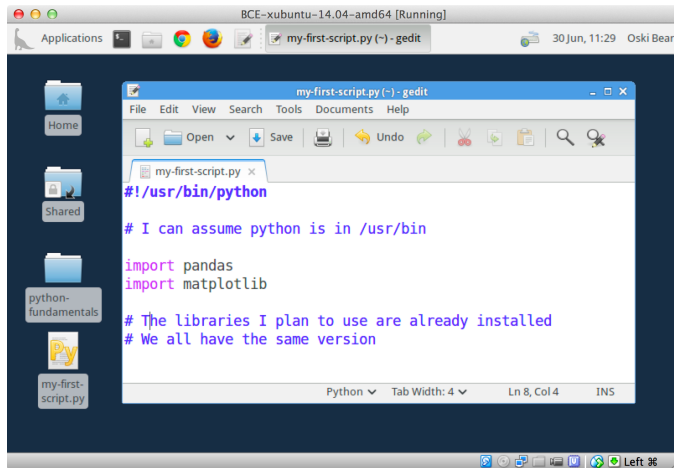 BCE-xubuntu-14.04-amd64 [Running]
Applications
my-first-script.py (~) - gedit
30 Jun, 11:29
Oski Bear
my-first-script.py (~) - gedit
File Edit View Search Tools Documents Help
Open Save Undo
my-first-script.py
#!/usr/bin/python
# I can assume python is in /usr/bin
import pandas
import matplotlib
# The libraries I plan to use are already installed
# We all have the same version
Python Tab Width: 4 Ln 8, Col 4 INS
Home
Shared
python-
fundamentals
Py
my-first-
script.py
Left ⌘